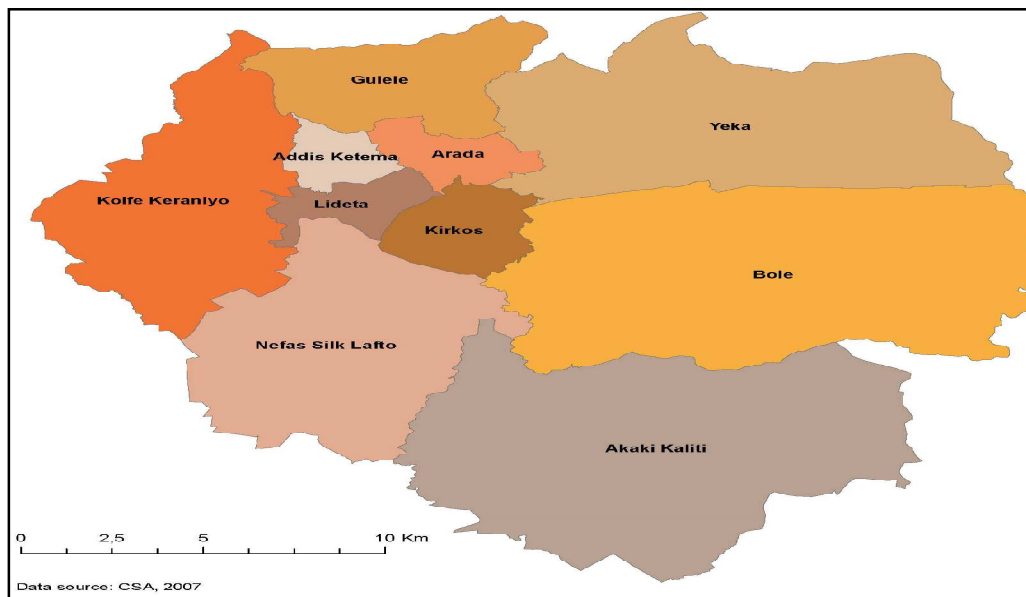 Gulele
Yeka
Addis Ketema
Arada
Kolfe Keraniyo
Lideta
Kirkos
Bole
Nefas Silk Lafto
Akaki Kaliti
0 2,5 5 10 Km
Data source: CSA, 2007